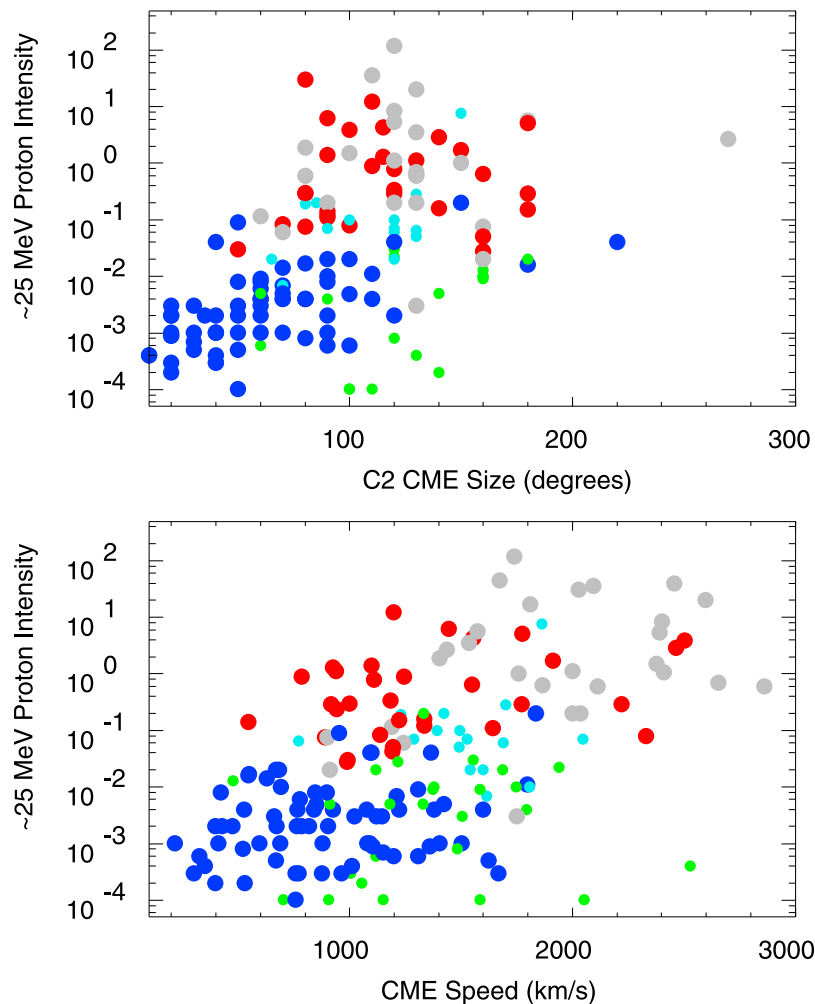 ~25 MeV Proton Intensity
10^2
10^1
10^0
10^-1
10^-2
10^-3
10^-4
100 200 300
C2 CME Size (degrees)
~25 MeV Proton Intensity
10^2
10^1
10^0
10^-1
10^-2
10^-3
10^-4
1000 2000 3000
CME Speed (km/s)